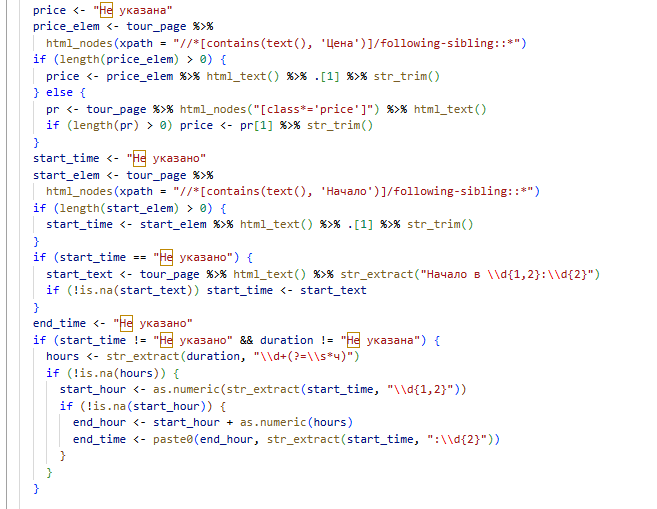 price <- "Не указана"
price_elem <- tour_page %>%
  html_nodes(xpath = "//*[contains(text(), 'Цена')]/following-sibling::*")
if (length(price_elem) > 0) {
  price <- price_elem %>% html_text() %>% .[1] %>% str_trim()
} else {
  pr <- tour_page %>% html_nodes("[class*='price']") %>% html_text()
  if (length(pr) > 0) price <- pr[1] %>% str_trim()
}
start_time <- "Не указано"
start_elem <- tour_page %>%
  html_nodes(xpath = "//*[contains(text(), 'Начало')]/following-sibling::*")
if (length(start_elem) > 0) {
  start_time <- start_elem %>% html_text() %>% .[1] %>% str_trim()
}
if (start_time == "Не указано") {
  start_text <- tour_page %>% html_text() %>% str_extract("Начало в \\d{1,2}:\\d{2}")
  if (!is.na(start_text)) start_time <- start_text
}
end_time <- "Не указано"
if (start_time != "Не указано" && duration != "Не указана") {
  hours <- str_extract(duration, "\\d+(?=\\s*ч)")
  if (!is.na(hours)) {
    start_hour <- as.numeric(str_extract(start_time, "\\d{1,2}"))
    if (!is.na(start_hour)) {
      end_hour <- start_hour + as.numeric(hours)
      end_time <- paste0(end_hour, str_extract(start_time, ":\\d{2}"))
    }
  }
}